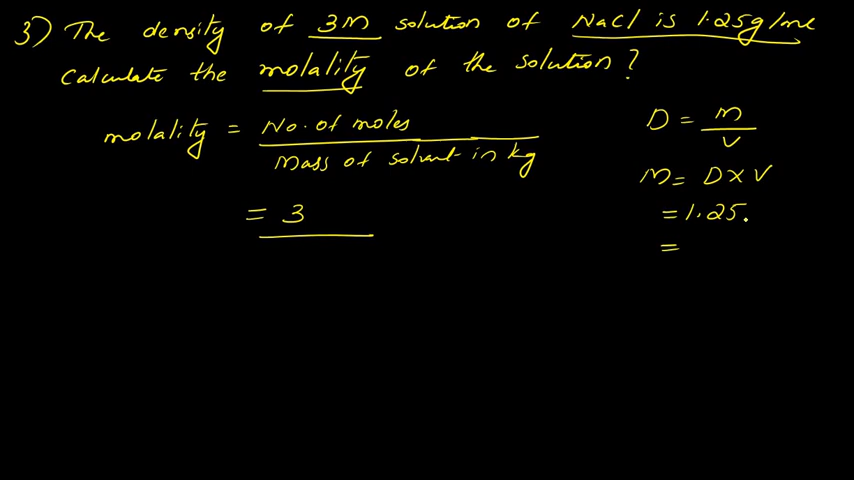 3) The density of 3M solution of NaCl is 1.25g/ml
Calculate the molality of the solution?
molality = No. of moles / Mass of solvent in kg
= 3
D = m / v
M = D x V
= 1.25.
=